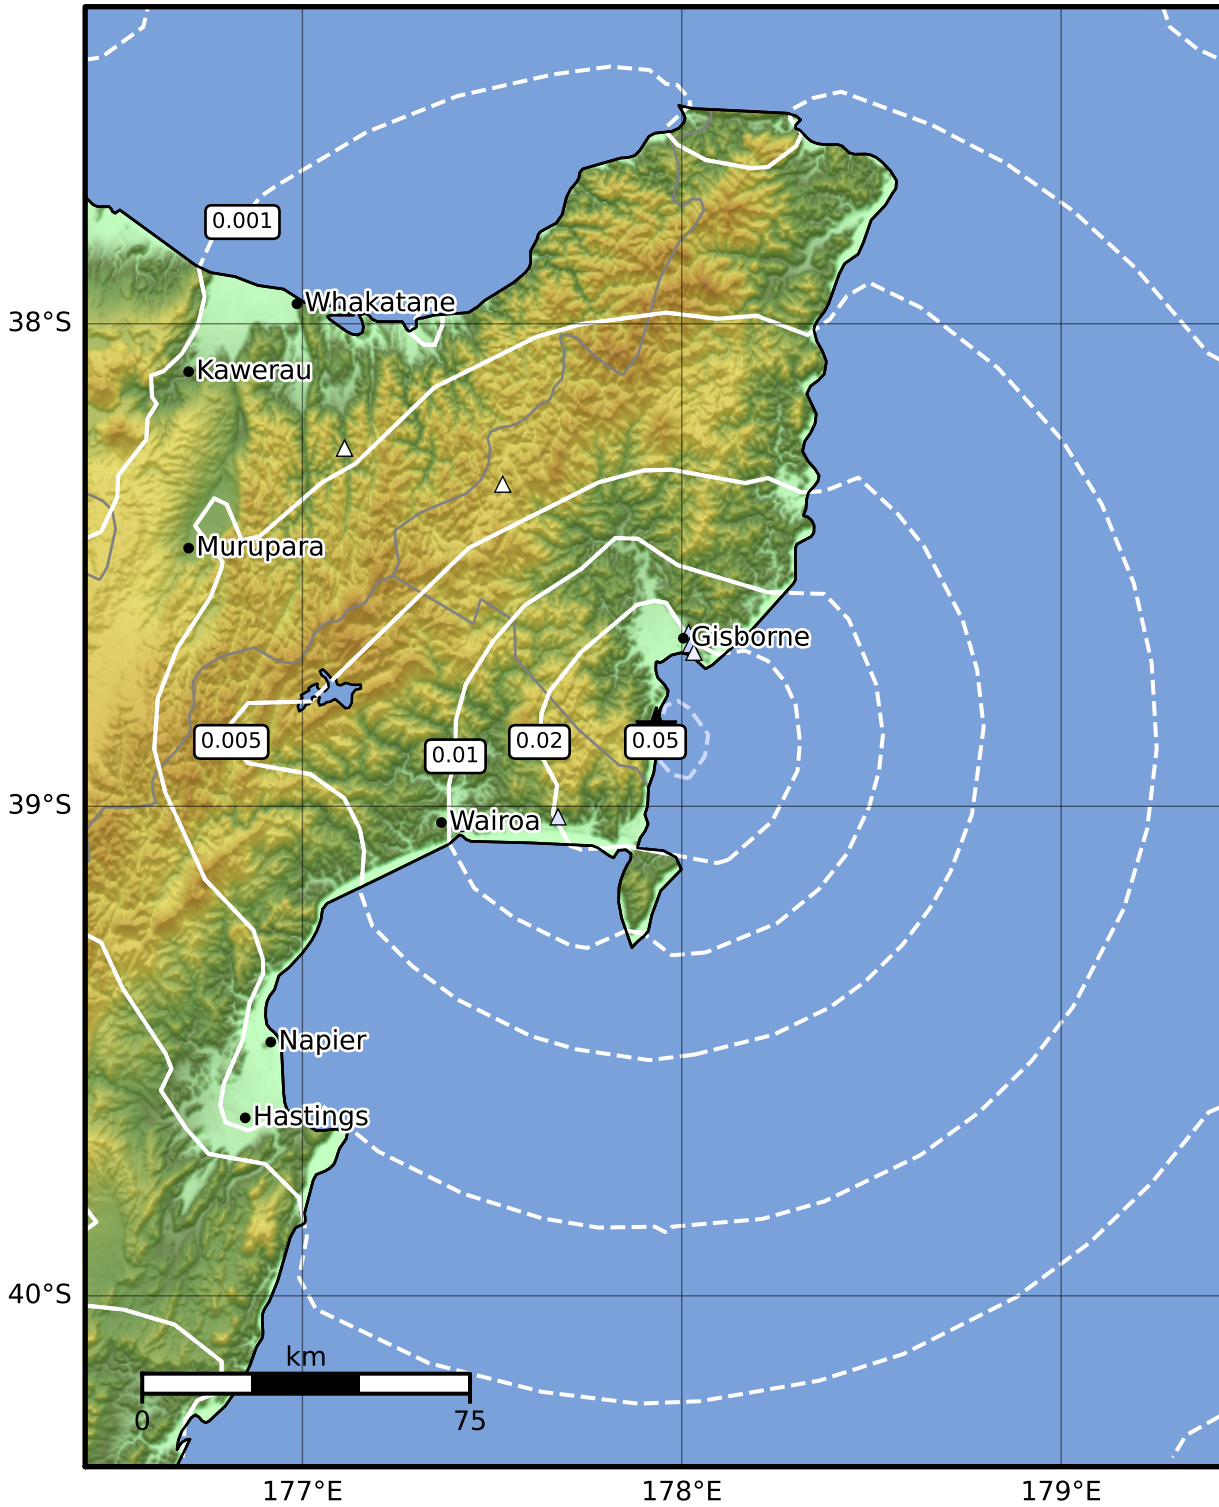 0.001
Whakatane
38°S
Kawerau
Murupara
Gisborne
0.005
0.01
0.02
0.05
39°S
Wairoa
Napier
Hastings
40°S
km
0
75
177°E
178°E
179°E